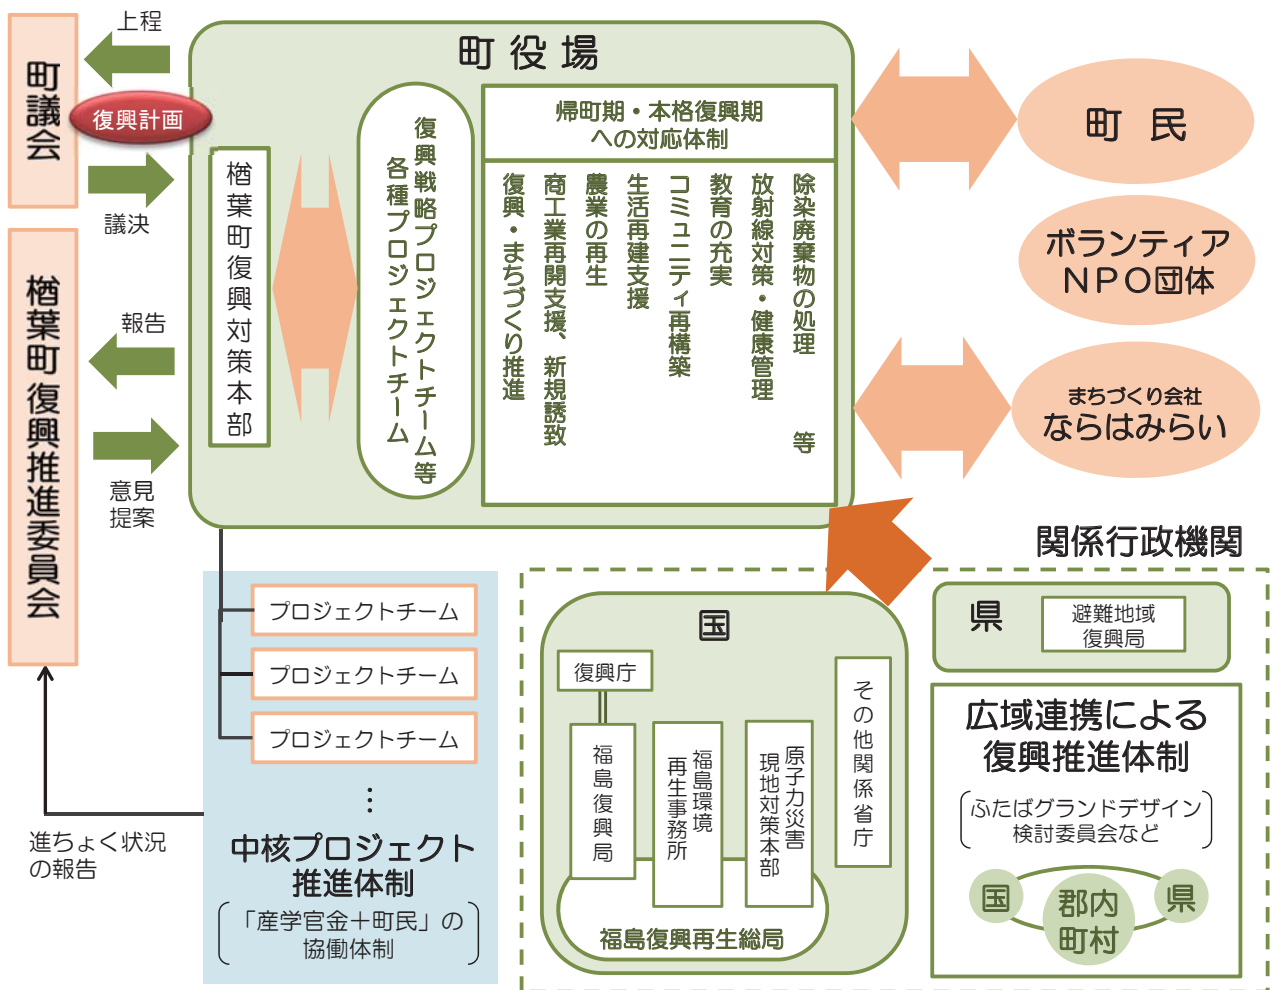 上程
町議会
復興計画
議決
楢葉町復興推進委員会
報告
意見
提案
町役場
楢葉町復興対策本部
復興戦略プロジェクトチーム等
各種プロジェクトチーム
帰町期・本格復興期
への対応体制
復興・まちづくり推進
商工業再開支援、新規誘致
農業の再生
生活再建支援
コミュニティ再構築
教育の充実
放射線対策・健康管理
除染廃棄物の処理 等
町民
ボランティア
NPO団体
まちづくり会社
ならはみらい
プロジェクトチーム
プロジェクトチーム
プロジェクトチーム
⋮
中核プロジェクト
推進体制
「産学官金+町民」の
協働体制
進ちょく状況
の報告
関係行政機関
国
復興庁
福島復興局
福島環境
再生事務所
原子力災害
現地対策本部
その他関係省庁
福島復興再生総局
県
避難地域
復興局
広域連携による
復興推進体制
ふたばグランドデザイン
検討委員会など
国
郡内
町村
県